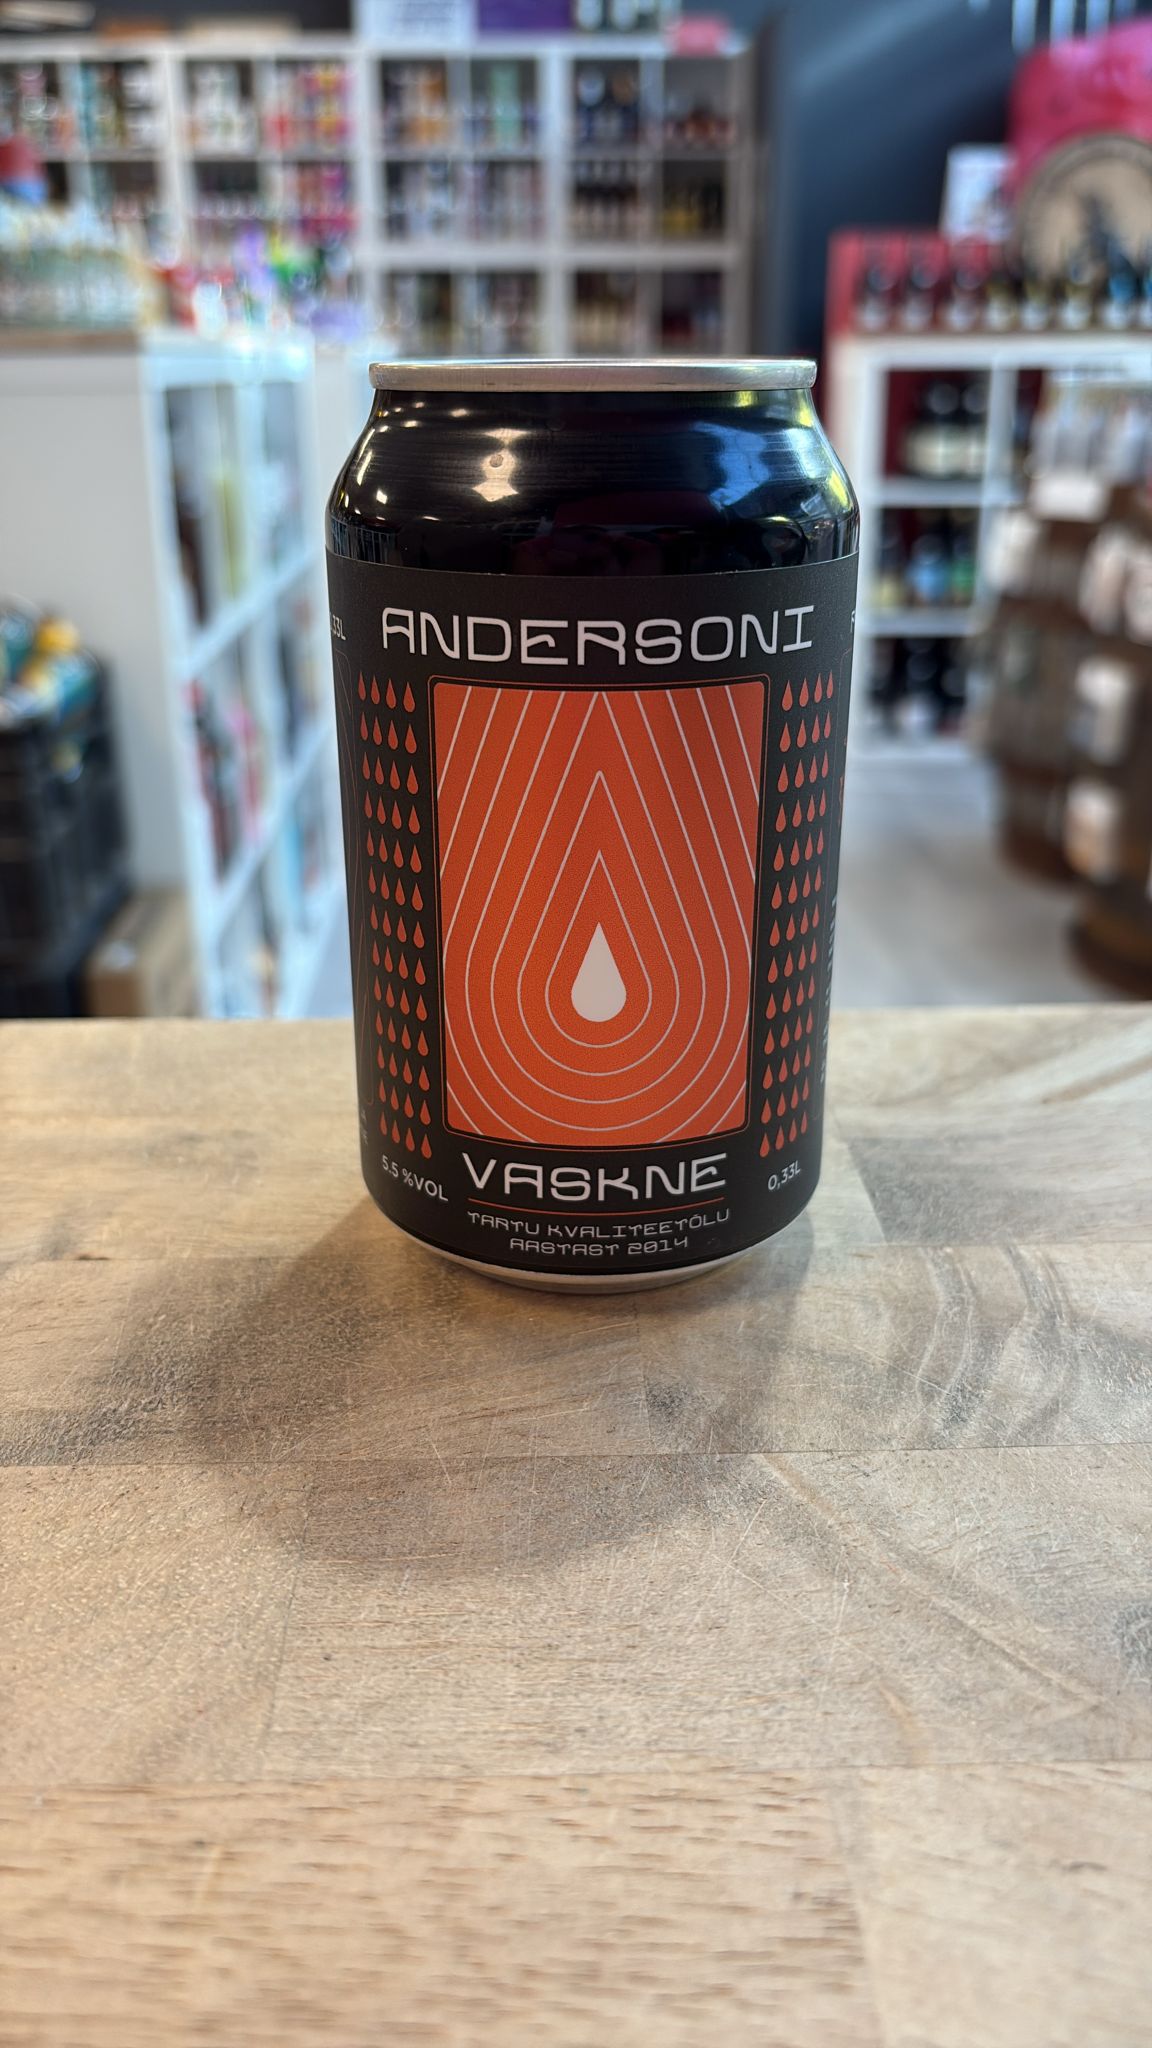 ANDERSONI
VASKNE
5.5 %VOL
0,33L
TARTU KVALITEETÕLU
AASTAST 2014